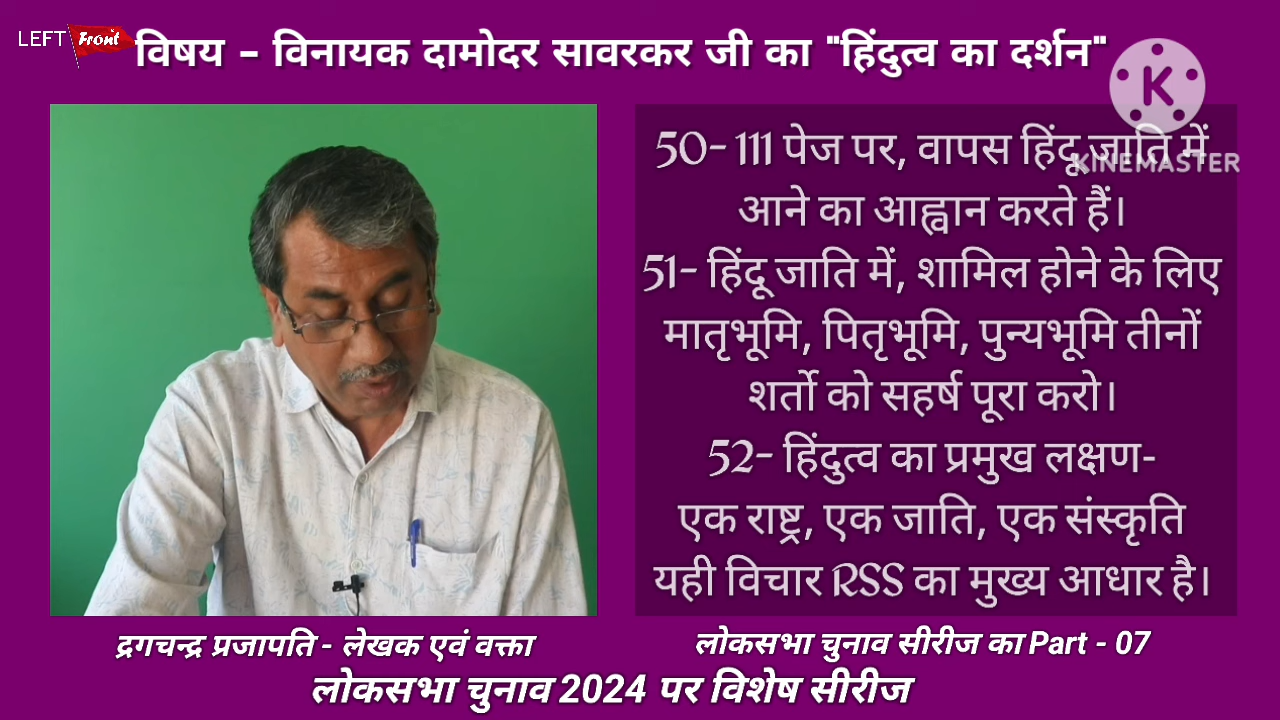 LEFT Front
विषय – विनायक दामोदर सावरकर जी का "हिंदुत्व का दर्शन"
K
KINEMASTER
50- 111 पेज पर, वापस हिंदू जाति में
आने का आह्वान करते हैं।
51- हिंदू जाति में, शामिल होने के लिए
मातृभूमि, पितृभूमि, पुन्यभूमि तीनों
शर्तो को सहर्ष पूरा करो।
52- हिंदुत्व का प्रमुख लक्षण-
एक राष्ट्र, एक जाति, एक संस्कृति
यही विचार RSS का मुख्य आधार है।
द्रगचन्द्र प्रजापति - लेखक एवं वक्ता
लोकसभा चुनाव सीरीज का Part - 07
लोकसभा चुनाव 2024 पर विशेष सीरीज